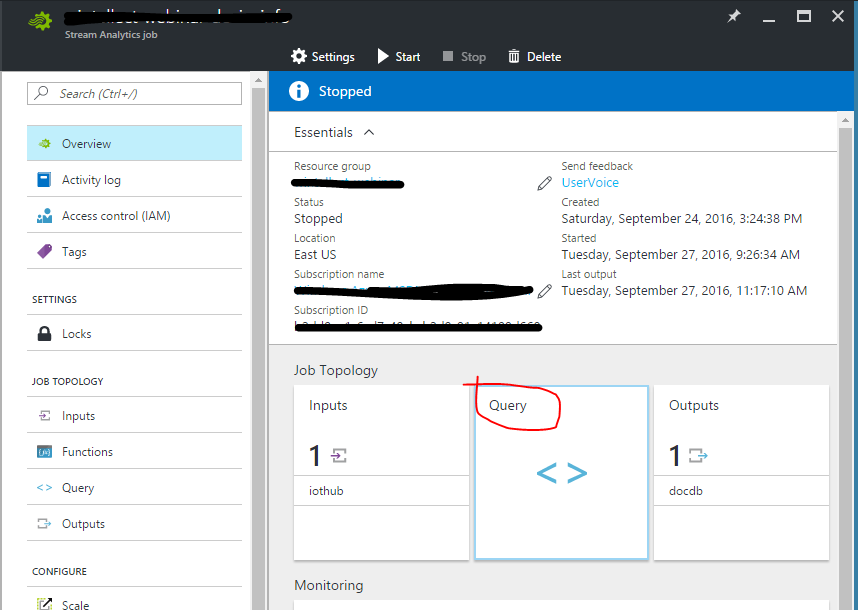 Stream Analytics job
Settings Start Stop Delete
Search (Ctrl+/)
Overview
Activity log
Access control (IAM)
Tags
SETTINGS
Locks
JOB TOPOLOGY
Inputs
Functions
Query
Outputs
CONFIGURE
Scale
Stopped
Essentials
Resource group
Status
Stopped
Location
East US
Subscription name
Subscription ID
Send feedback
UserVoice
Created
Saturday, September 24, 2016, 3:24:38 PM
Started
Tuesday, September 27, 2016, 9:26:34 AM
Last output
Tuesday, September 27, 2016, 11:17:10 AM
Job Topology
Inputs
1
iothub
Query
< >
Outputs
1
docdb
Monitoring